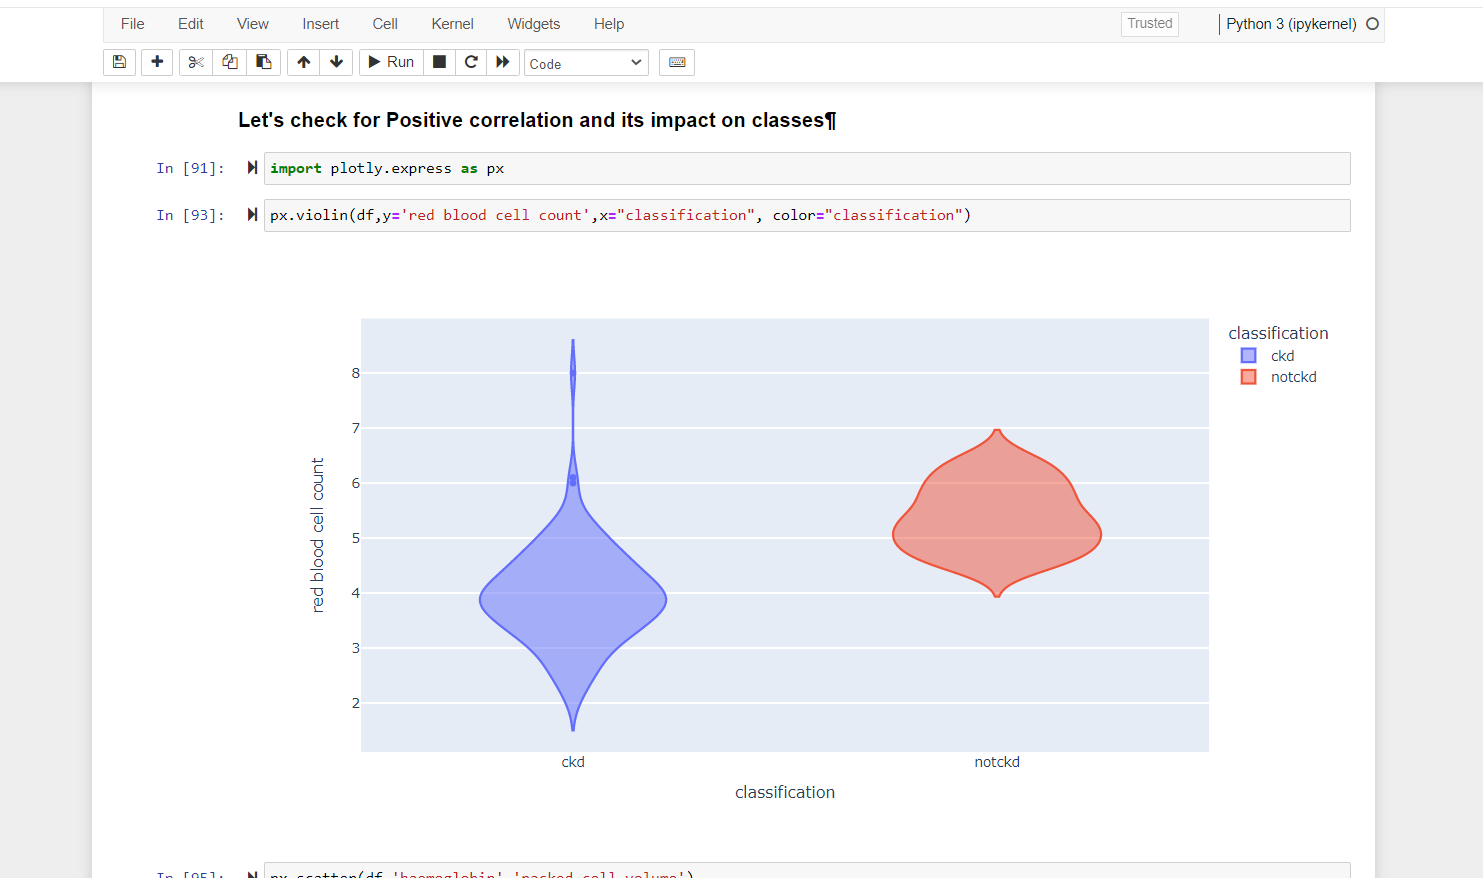 File Edit View Insert Cell Kernel Widgets Help Trusted Python 3 (ipykernel)
Run Code
Let's check for Positive correlation and its impact on classes¶
In [91]: import plotly.express as px
In [93]: px.violin(df,y='red blood cell count',x="classification", color="classification")
classification
ckd
notckd
8
7
6
5
4
3
2
red blood cell count
ckd notckd
classification
In [95]: px.scatter(df,'haemoglobin','packed cell volume')